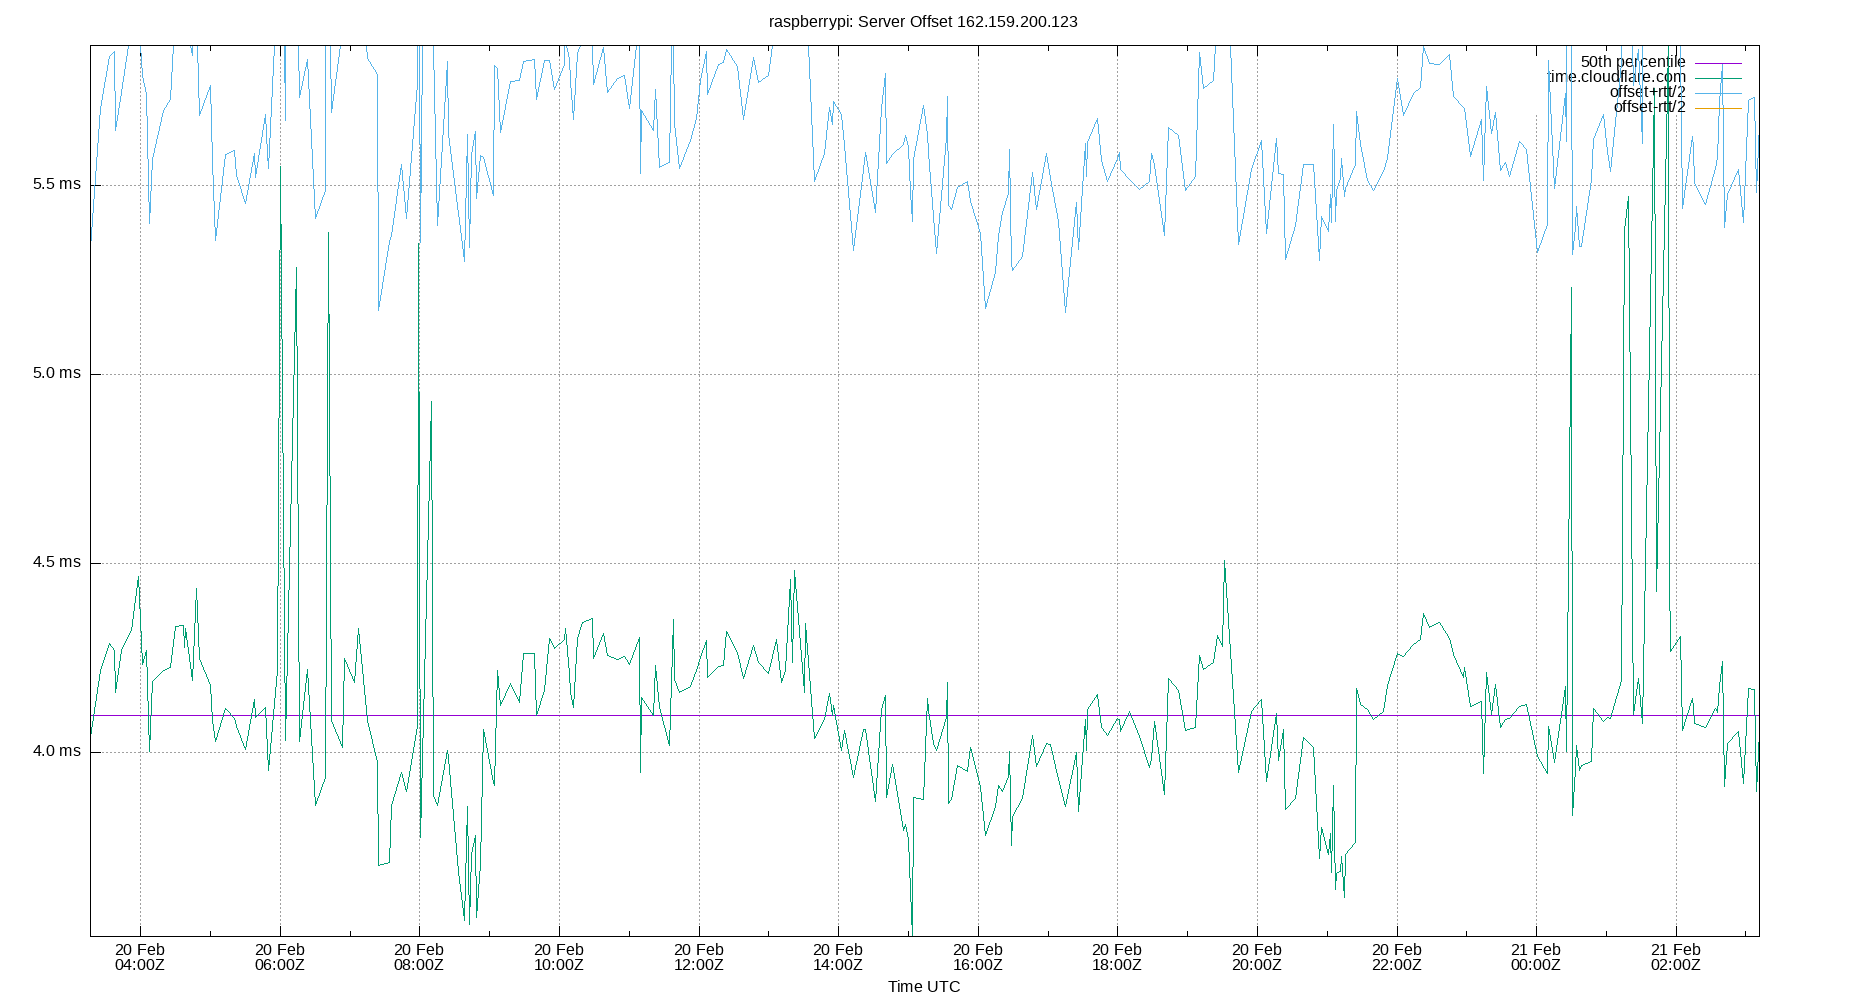 raspberrypi: Server Offset 162.159.200.123
50th percentile
time.cloudflare.com
offset+rtt/2
offset-rtt/2
5.5 ms
5.0 ms
4.5 ms
4.0 ms
20 Feb 20 Feb 20 Feb 20 Feb 20 Feb 20 Feb 20 Feb 20 Feb 20 Feb 20 Feb 21 Feb 21 Feb
04:00Z 06:00Z 08:00Z 10:00Z 12:00Z 14:00Z 16:00Z 18:00Z 20:00Z 22:00Z 00:00Z 02:00Z
Time UTC